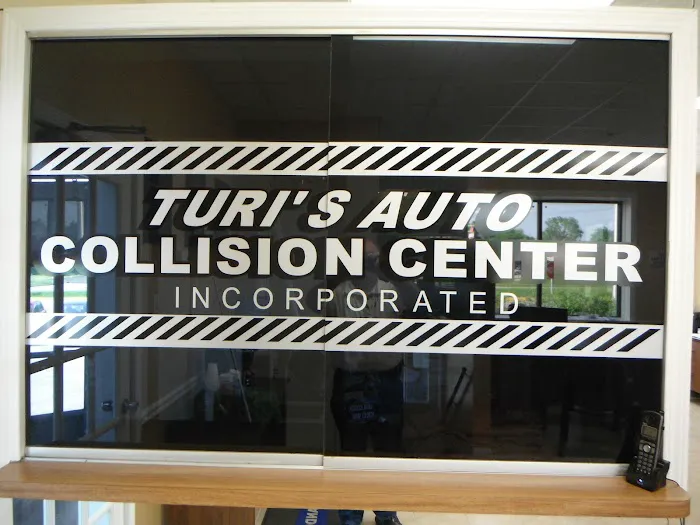 TURI'S AUTO
COLLISION CENTER
INCORPORATED